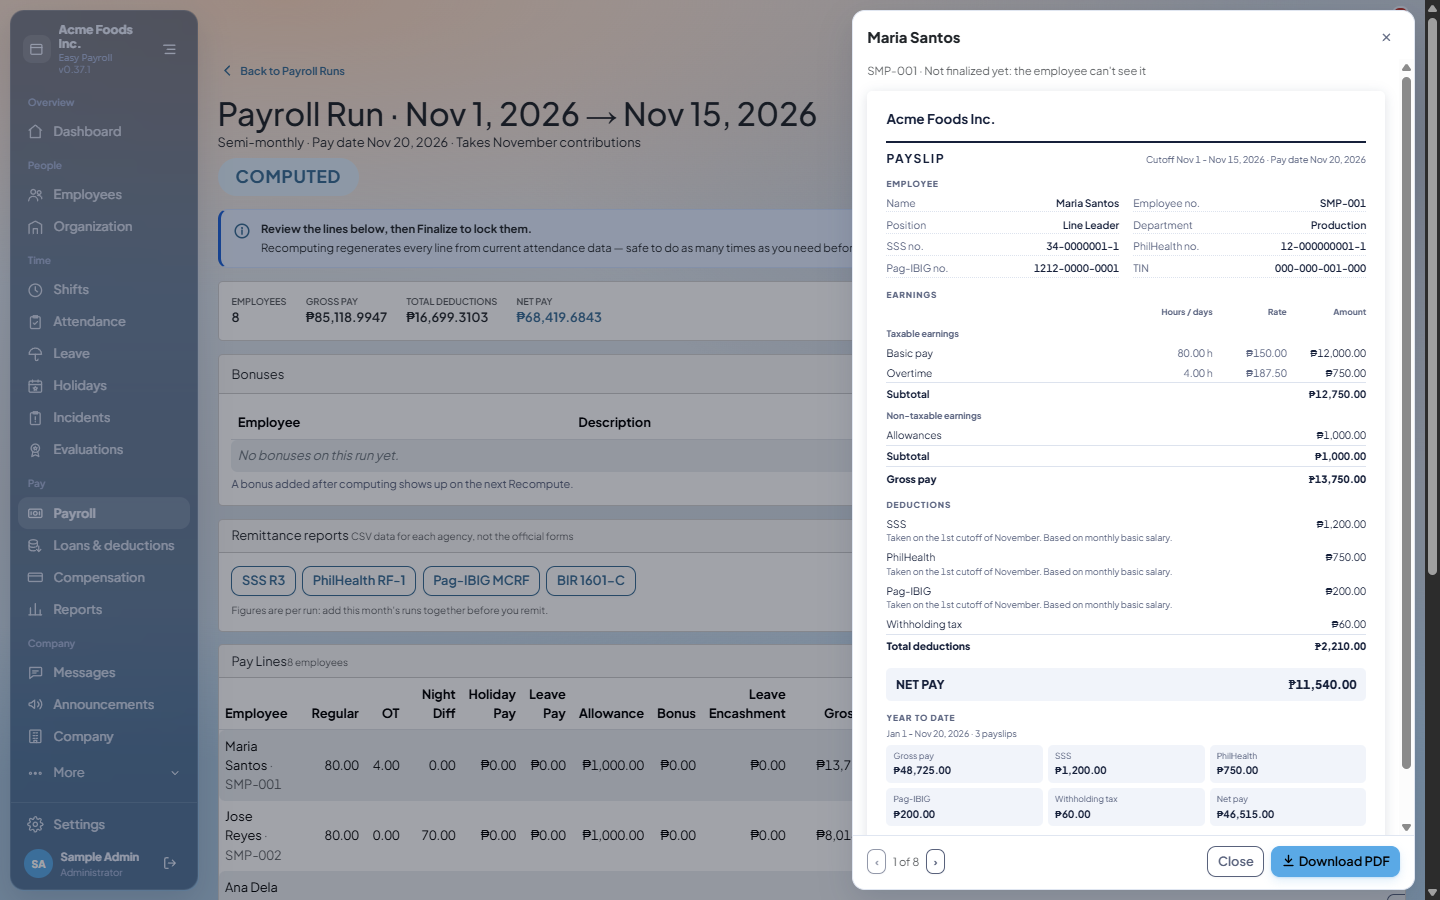 Acme Foods
Inc.
Easy Payroll
v0.37.1
Overview
Dashboard
People
Employees
Organization
Time
Shifts
Attendance
Leave
Holidays
Incidents
Evaluations
Pay
Payroll
Loans & deductions
Compensation
Reports
Company
Messages
Announcements
Company
More
Settings
SA
Sample Admin
Administrator
Back to Payroll Runs
Payroll Run · Nov 1, 2026 → Nov 15, 2026
Semi-monthly · Pay date Nov 20, 2026 · Takes November contributions
COMPUTED
Review the lines below, then Finalize to lock them.
Recomputing regenerates every line from current attendance data — safe to do as many times as you need befor
EMPLOYEES GROSS PAY TOTAL DEDUCTIONS NET PAY
8 ₱85,118.9947 ₱16,699.3103 ₱68,419.6843
Bonuses
Employee Description
No bonuses on this run yet.
A bonus added after computing shows up on the next Recompute.
Remittance reports CSV data for each agency, not the official forms
SSS R3 PhilHealth RF-1 Pag-IBIG MCRF BIR 1601-C
Figures are per run: add this month's runs together before you remit.
Pay Lines 8 employees
Night Holiday Leave Leave
Employee Regular OT Diff Pay Pay Allowance Bonus Encashment Gros
Maria
Santos · 80.00 4.00 0.00 ₱0.00 ₱0.00 ₱1,000.00 ₱0.00 ₱0.00 ₱13,7
SMP-001
Jose
Reyes · 80.00 0.00 70.00 ₱0.00 ₱0.00 ₱1,000.00 ₱0.00 ₱0.00 ₱8,01
SMP-002
Ana Dela
Maria Santos
×
SMP-001 · Not finalized yet: the employee can't see it
Acme Foods Inc.
PAYSLIP Cutoff Nov 1 - Nov 15, 2026 · Pay date Nov 20, 2026
EMPLOYEE
Name Maria Santos Employee no. SMP-001
Position Line Leader Department Production
SSS no. 34-0000001-1 PhilHealth no. 12-000000001-1
Pag-IBIG no. 1212-0000-0001 TIN 000-000-001-000
EARNINGS
Hours / days Rate Amount
Taxable earnings
Basic pay 80.00 h ₱150.00 ₱12,000.00
Overtime 4.00 h ₱187.50 ₱750.00
Subtotal ₱12,750.00
Non-taxable earnings
Allowances ₱1,000.00
Subtotal ₱1,000.00
Gross pay ₱13,750.00
DEDUCTIONS
SSS ₱1,200.00
Taken on the 1st cutoff of November. Based on monthly basic salary.
PhilHealth ₱750.00
Taken on the 1st cutoff of November. Based on monthly basic salary.
Pag-IBIG ₱200.00
Taken on the 1st cutoff of November. Based on monthly basic salary.
Withholding tax ₱60.00
Total deductions ₱2,210.00
NET PAY ₱11,540.00
YEAR TO DATE
Jan 1 - Nov 20, 2026 · 3 payslips
Gross pay SSS PhilHealth
₱48,725.00 ₱1,200.00 ₱750.00
Pag-IBIG Withholding tax Net pay
₱200.00 ₱60.00 ₱46,515.00
‹ 1 of 8 › Close Download PDF